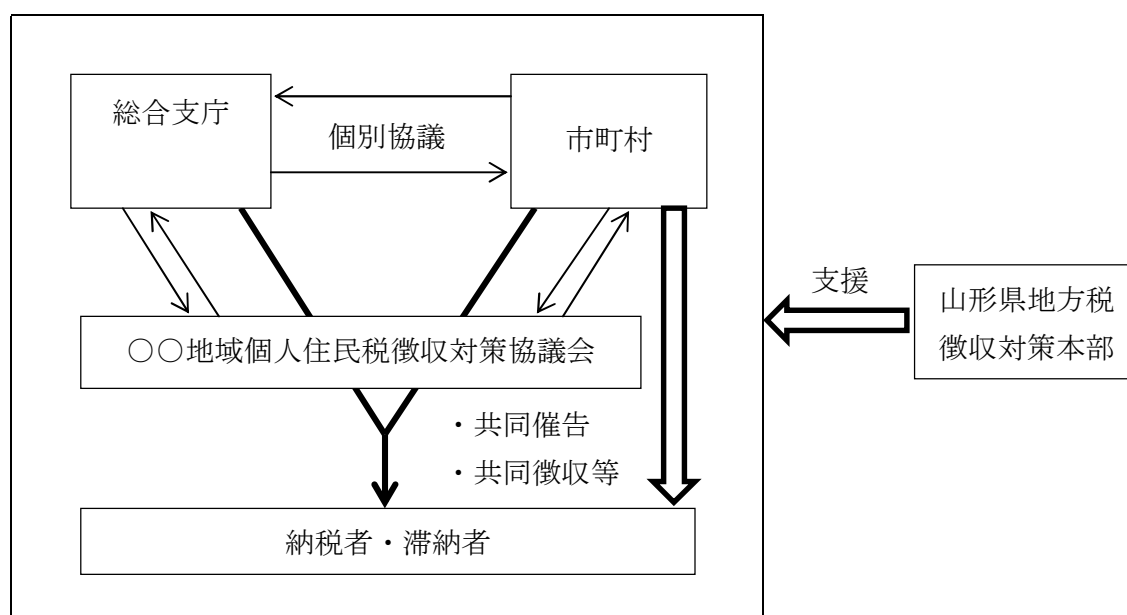 総合支庁
個別協議
市町村
支援
山形県地方税
徴収対策本部
〇〇地域個人住民税徴収対策協議会
・共同催告
・共同徴収等
納税者・滞納者